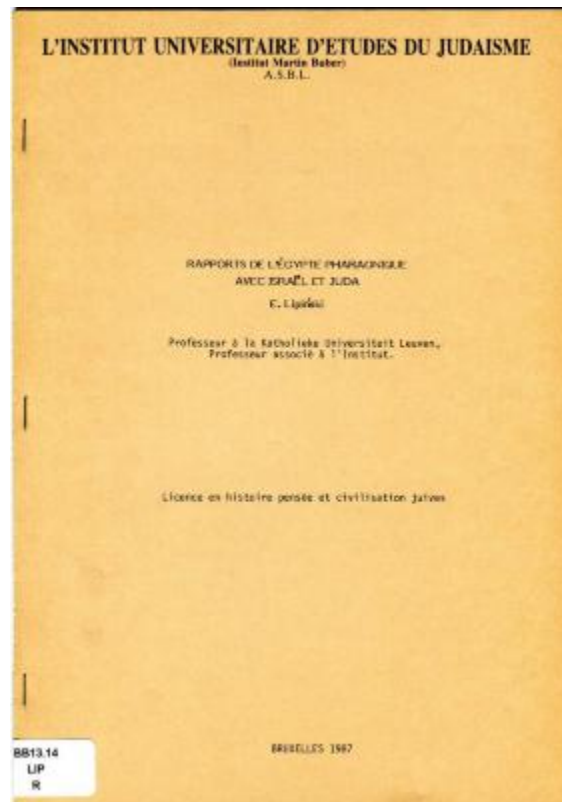 L'INSTITUT UNIVERSITAIRE D'ETUDES DU JUDAISME
(Institut Martin Buber)
A.S.B.L.
RAPPORTS DE L'ÉGYPTE PHARAONIQUE
AVEC ISRAËL ET JUDA
E. Lipiński
Professeur à la Katholieke Universiteit Leuven,
Professeur associé à l'Institut.
Licence en histoire pensée et civilisation juives
BRUXELLES 1987
BB13.14
LIP
R